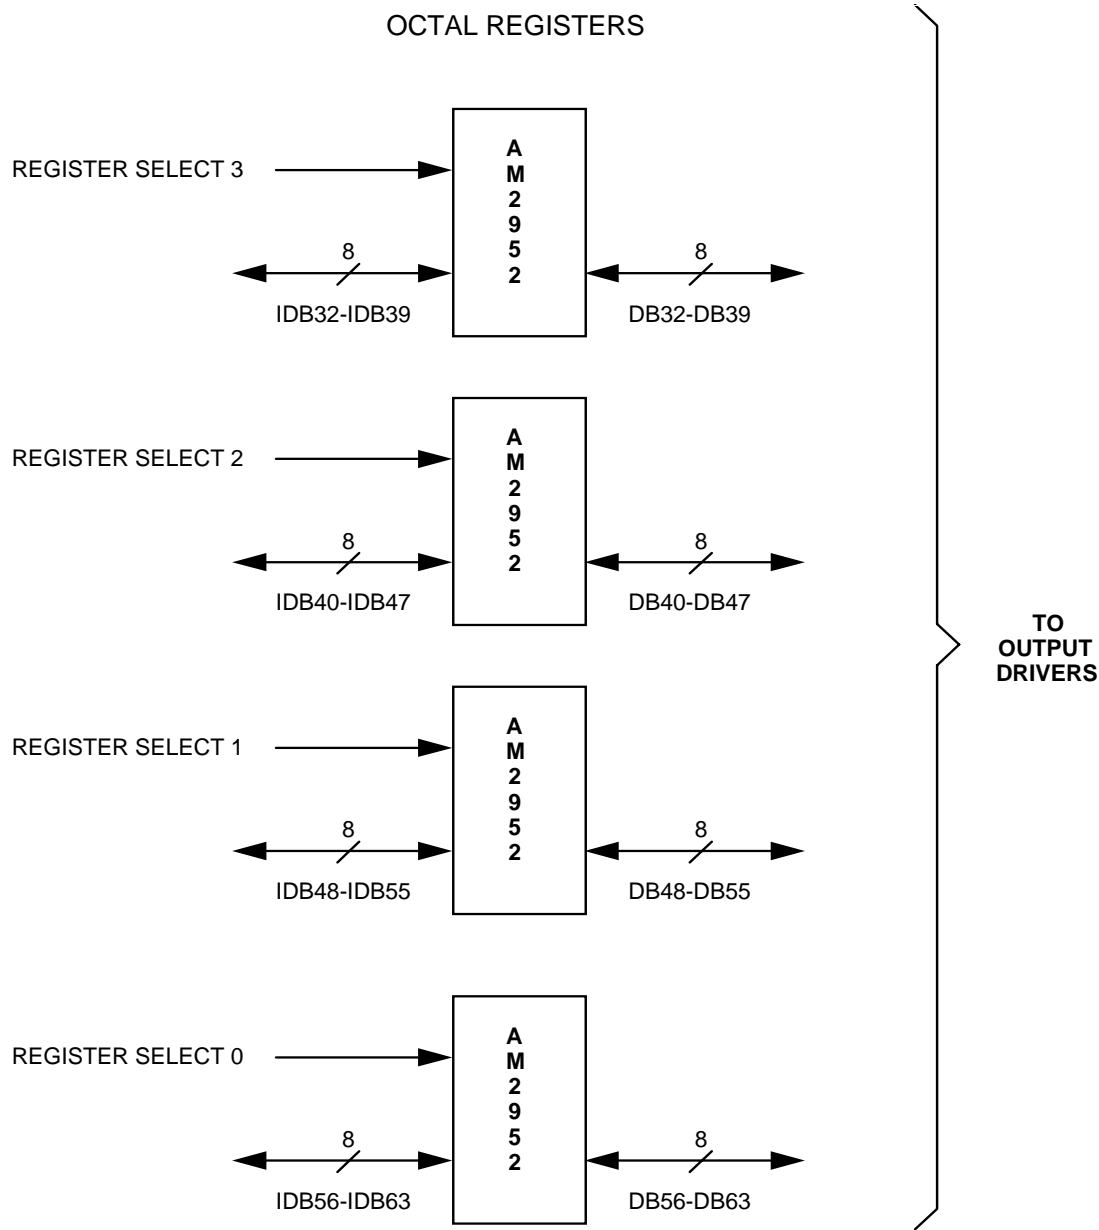 OCTAL REGISTERS
REGISTER SELECT 3
A
M
2
9
5
2
8
8
IDB32-IDB39
DB32-DB39
REGISTER SELECT 2
A
M
2
9
5
2
8
8
IDB40-IDB47
DB40-DB47
TO
OUTPUT
DRIVERS
REGISTER SELECT 1
A
M
2
9
5
2
8
8
IDB48-IDB55
DB48-DB55
REGISTER SELECT 0
A
M
2
9
5
2
8
8
IDB56-IDB63
DB56-DB63